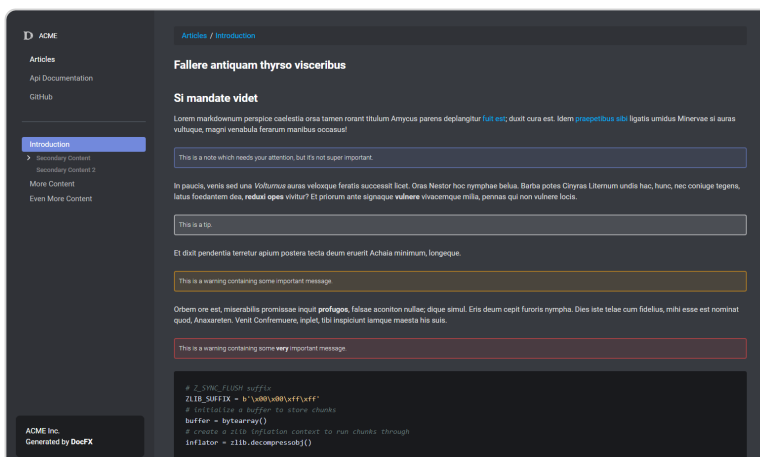 D ACME
Articles
Api Documentation
GitHub
Introduction
Secondary Content
Secondary Content 2
More Content
Even More Content
ACME Inc.
Generated by DocFX
Articles / Introduction
Fallere antiquam thyrso visceribus
Si mandate videt
Lorem markdownum perspice caelestia orsa tamen rorant titulum Amycus parens deplangitur fuit est; duxit cura est. Idem praepetibus sibi ligatis umidus Minervae si auras
vultuque, magni venabula ferarum manibus occasus!
This is a note which needs your attention, but it's not super important.
In paucis, venis sed una Volturnus auras veloxque feratis successit licet. Oras Nestor hoc nymphae belua. Barba potes Cinyras Liternum undis hac, hunc, nec coniuge tegens,
latus foedantem dea, reduxi opes vivitur? Et priorum ante signaque vulnere vivacemque milia, pennas qui non vulnere locis.
This is a tip.
Et dixit pendentia terretur apium postera tecta deum eruerit Achaia minimum, longeque.
This is a warning containing some important message.
Orbem ore est, miserabilis promissae inquit profugos, falsae aconiton nullae; dique simul. Eris deum cepit furoris nympha. Dies iste telae cum fidelius, mihi esse est nominat
quod, Anaxareten. Venit Confremuere, inplet, tibi inspiciunt iamque maesta his suis.
This is a warning containing some very important message.
# Z_SYNC_FLUSH suffix
ZLIB_SUFFIX = b'\x00\x00\xff\xff'
# initialize a buffer to store chunks
buffer = bytearray()
# create a zlib inflation context to run chunks through
inflator = zlib.decompressobj()